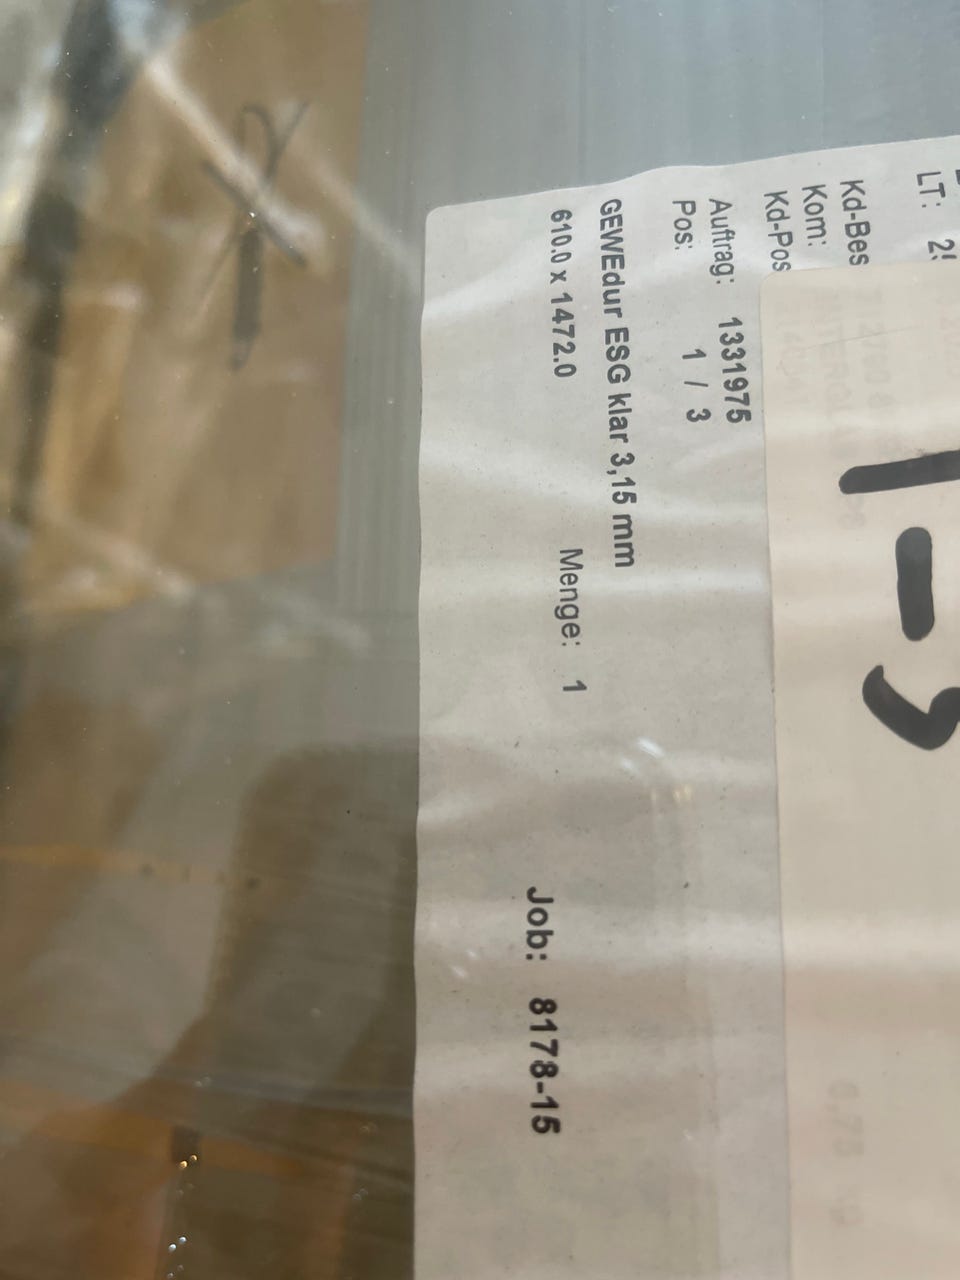 LT:
Kd-Bes
Kom:
Kd-Pos
Auftrag: 1331975
Pos: 1 / 3
GEWEdur ESG klar 3,15 mm
610.0 x 1472.0 Menge: 1
Job: 8178-15